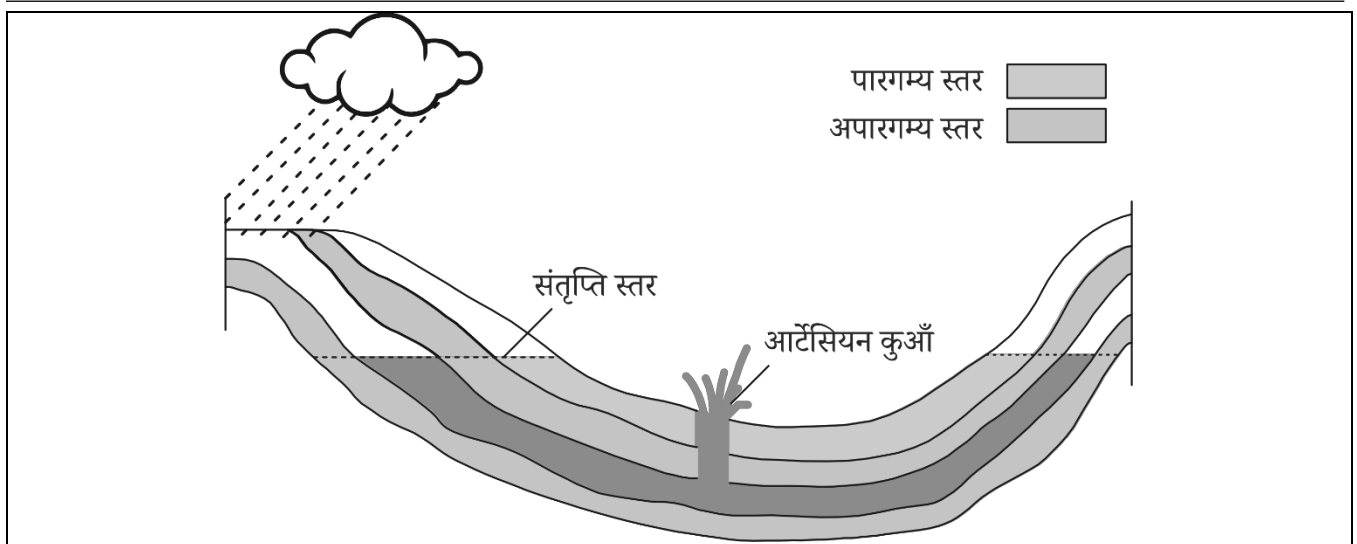 पारगम्य स्तर
अपारगम्य स्तर
संतृप्ति स्तर
आर्टेसियन कुआँ